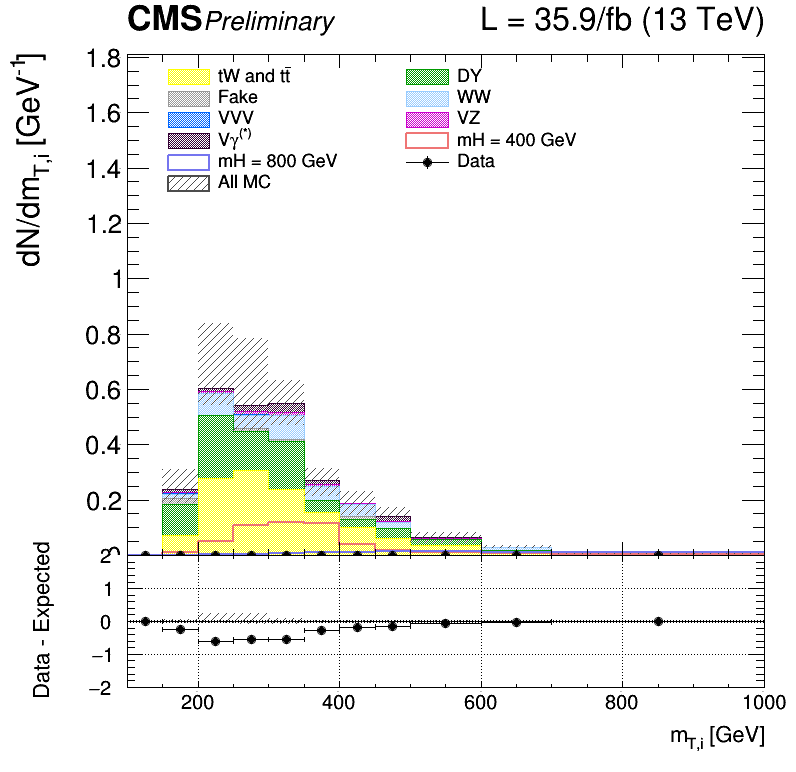 CMS Preliminary L = 35.9/fb (13 TeV)
dN/dm_{T,i} [GeV^{-1}]
1.8
1.6
1.4
1.2
1
0.8
0.6
0.4
0.2
tW and tt̄
Fake
VVV
Vγ^{(*)}
mH = 800 GeV
All MC
DY
WW
VZ
mH = 400 GeV
Data
Data - Expected
2
1
0
−1
−2
200 400 600 800 1000
m_{T,i} [GeV]